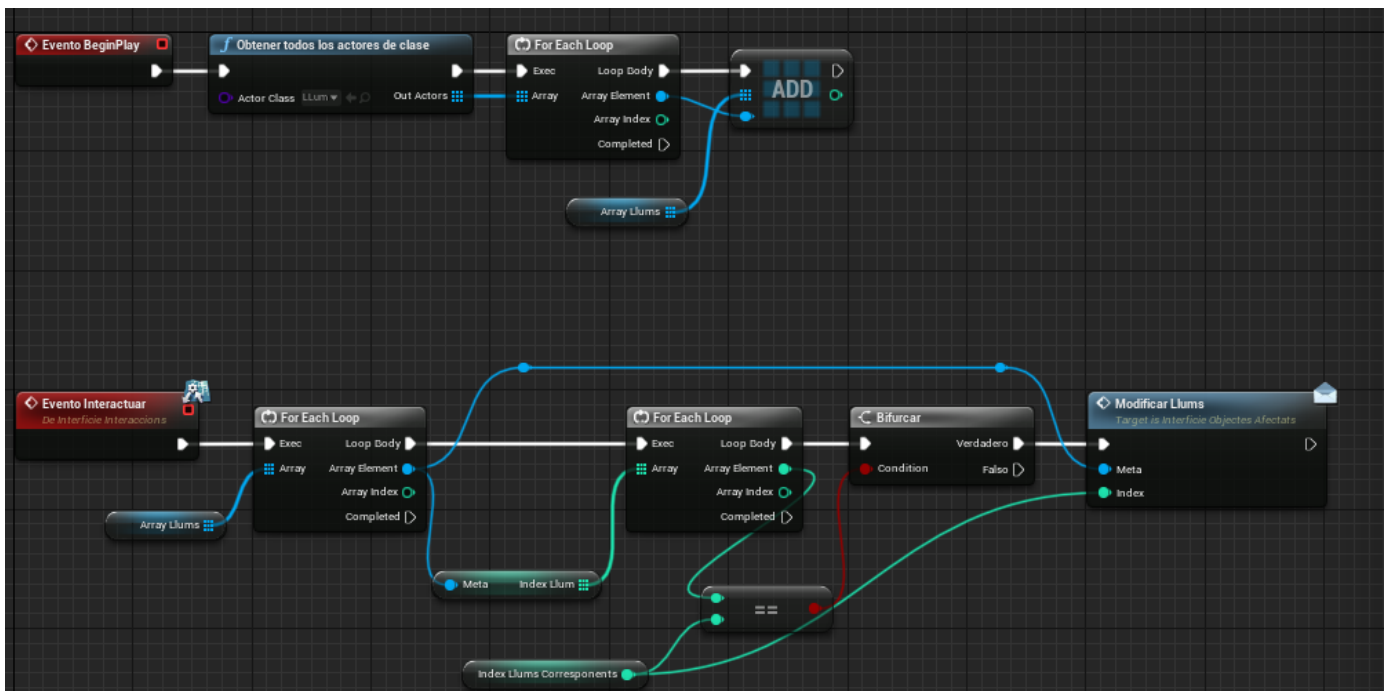 Evento BeginPlay
Obtener todos los actores de clase
Actor Class LLum
Out Actors
For Each Loop
Exec Loop Body
Array Array Element
Array Index
Completed
ADD
Array Llums
Evento Interactuar
De Interfície Interaccions
For Each Loop
Exec Loop Body
Array Array Element
Array Index
Completed
Array Llums
Meta Index Llum
For Each Loop
Exec Loop Body
Array Array Element
Array Index
Completed
==
Index Llums Corresponents
Bifurcar
Verdadero
Condition Falso
Modificar Llums
Target is Interfície Objectes Afectats
Meta
Index